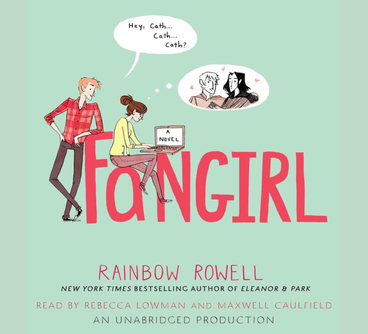 Hey, Cath...
Cath...
Cath?
A
NOVEL
FANGIRL
RAINBOW ROWELL
NEW YORK TIMES BESTSELLING AUTHOR OF ELEANOR & PARK
READ BY REBECCA LOWMAN AND MAXWELL CAULFIELD
AN UNABRIDGED PRODUCTION